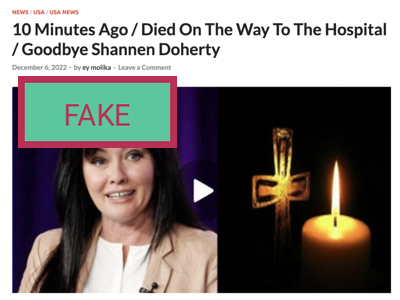 NEWS / USA / USA NEWS
10 Minutes Ago / Died On The Way To The Hospital
/ Goodbye Shannen Doherty
December 6, 2022 - by ey molika - Leave a Comment
FAKE